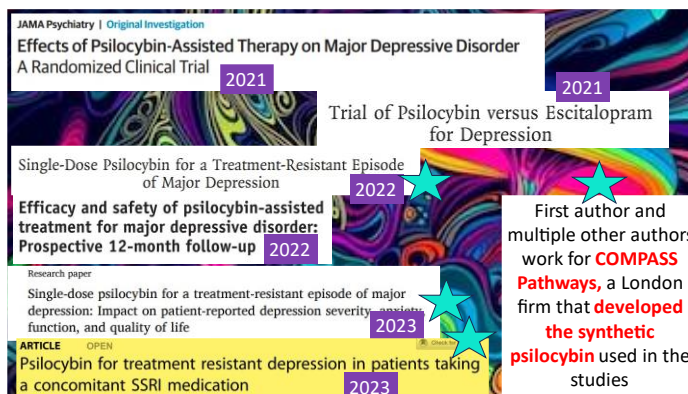 JAMA Psychiatry | Original Investigation
Effects of Psilocybin-Assisted Therapy on Major Depressive Disorder
A Randomized Clinical Trial
2021
2021
Trial of Psilocybin versus Escitalopram
for Depression
Single-Dose Psilocybin for a Treatment-Resistant Episode
of Major Depression
2022
Efficacy and safety of psilocybin-assisted
treatment for major depressive disorder:
Prospective 12-month follow-up
2022
Research paper
Single-dose psilocybin for a treatment-resistant episode of major
depression: Impact on patient-reported depression severity, anxiety
function, and quality of life
2023
ARTICLE OPEN
Check
Psilocybin for treatment resistant depression in patients taking
a concomitant SSRI medication
2023
First author and
multiple other authors
work for COMPASS
Pathways, a London
firm that developed
the synthetic
psilocybin used in the
studies